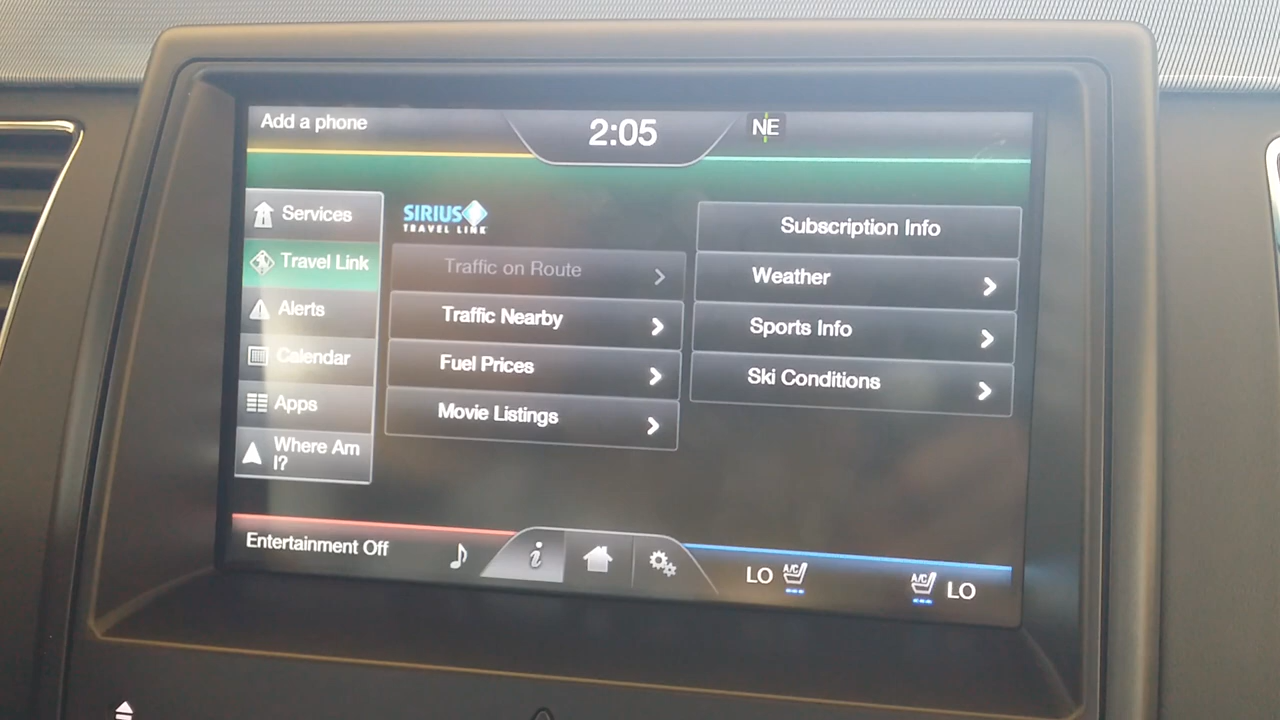 Add a phone
2:05
NE
Services
Travel Link
Alerts
Calendar
Apps
Where Am
I?
SIRIUS
TRAVEL LINK
Traffic on Route
Traffic Nearby
Fuel Prices
Movie Listings
Subscription Info
Weather
Sports Info
Ski Conditions
Entertainment Off
i
LO A/C
A/C LO